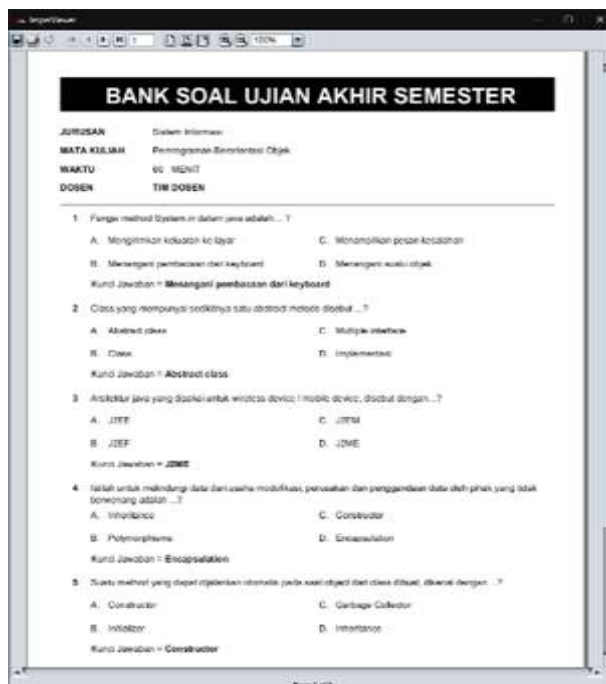 JasperViewer
100%
BANK SOAL UJIAN AKHIR SEMESTER
JURUSAN Sistem Informasi
MATA KULIAH Pemrograman Berorientasi Objek
WAKTU 60 MENIT
DOSEN TIM DOSEN
1 Fungsi method System.in dalam java adalah... ?
A. Mengirimkan keluaran ke layar C. Menampilkan pesan kesalahan
B. Menangani pembacaan dari keyboard D. Menangani suatu objek
Kunci Jawaban = Menangani pembacaan dari keyboard
2 Class yang mempunyai sedikitnya satu abstract metode disebut ...?
A. Abstract class C. Multiple interface
B. Class D. Implementasi
Kunci Jawaban = Abstract class
3 Arsitektur java yang dipakai untuk wireless device / mobile device, disebut dengan...?
A. J2EE C. J2EM
B. J2EF D. J2ME
Kunci Jawaban = J2ME
4 Istilah untuk melindungi data dari usaha modifikasi, perusakan dan penggandaan data oleh pihak yang tidak
berwenang adalah ...?
A. Inheritance C. Constructor
B. Polymorphisme D. Encapsulation
Kunci Jawaban = Encapsulation
5 Suatu method yang dapat dijalankan otomatis pada saat object dari class dibuat, dikenal dengan ...?
A. Constructor C. Garbage Collector
B. Initializer D. Inheritance
Kunci Jawaban = Constructor